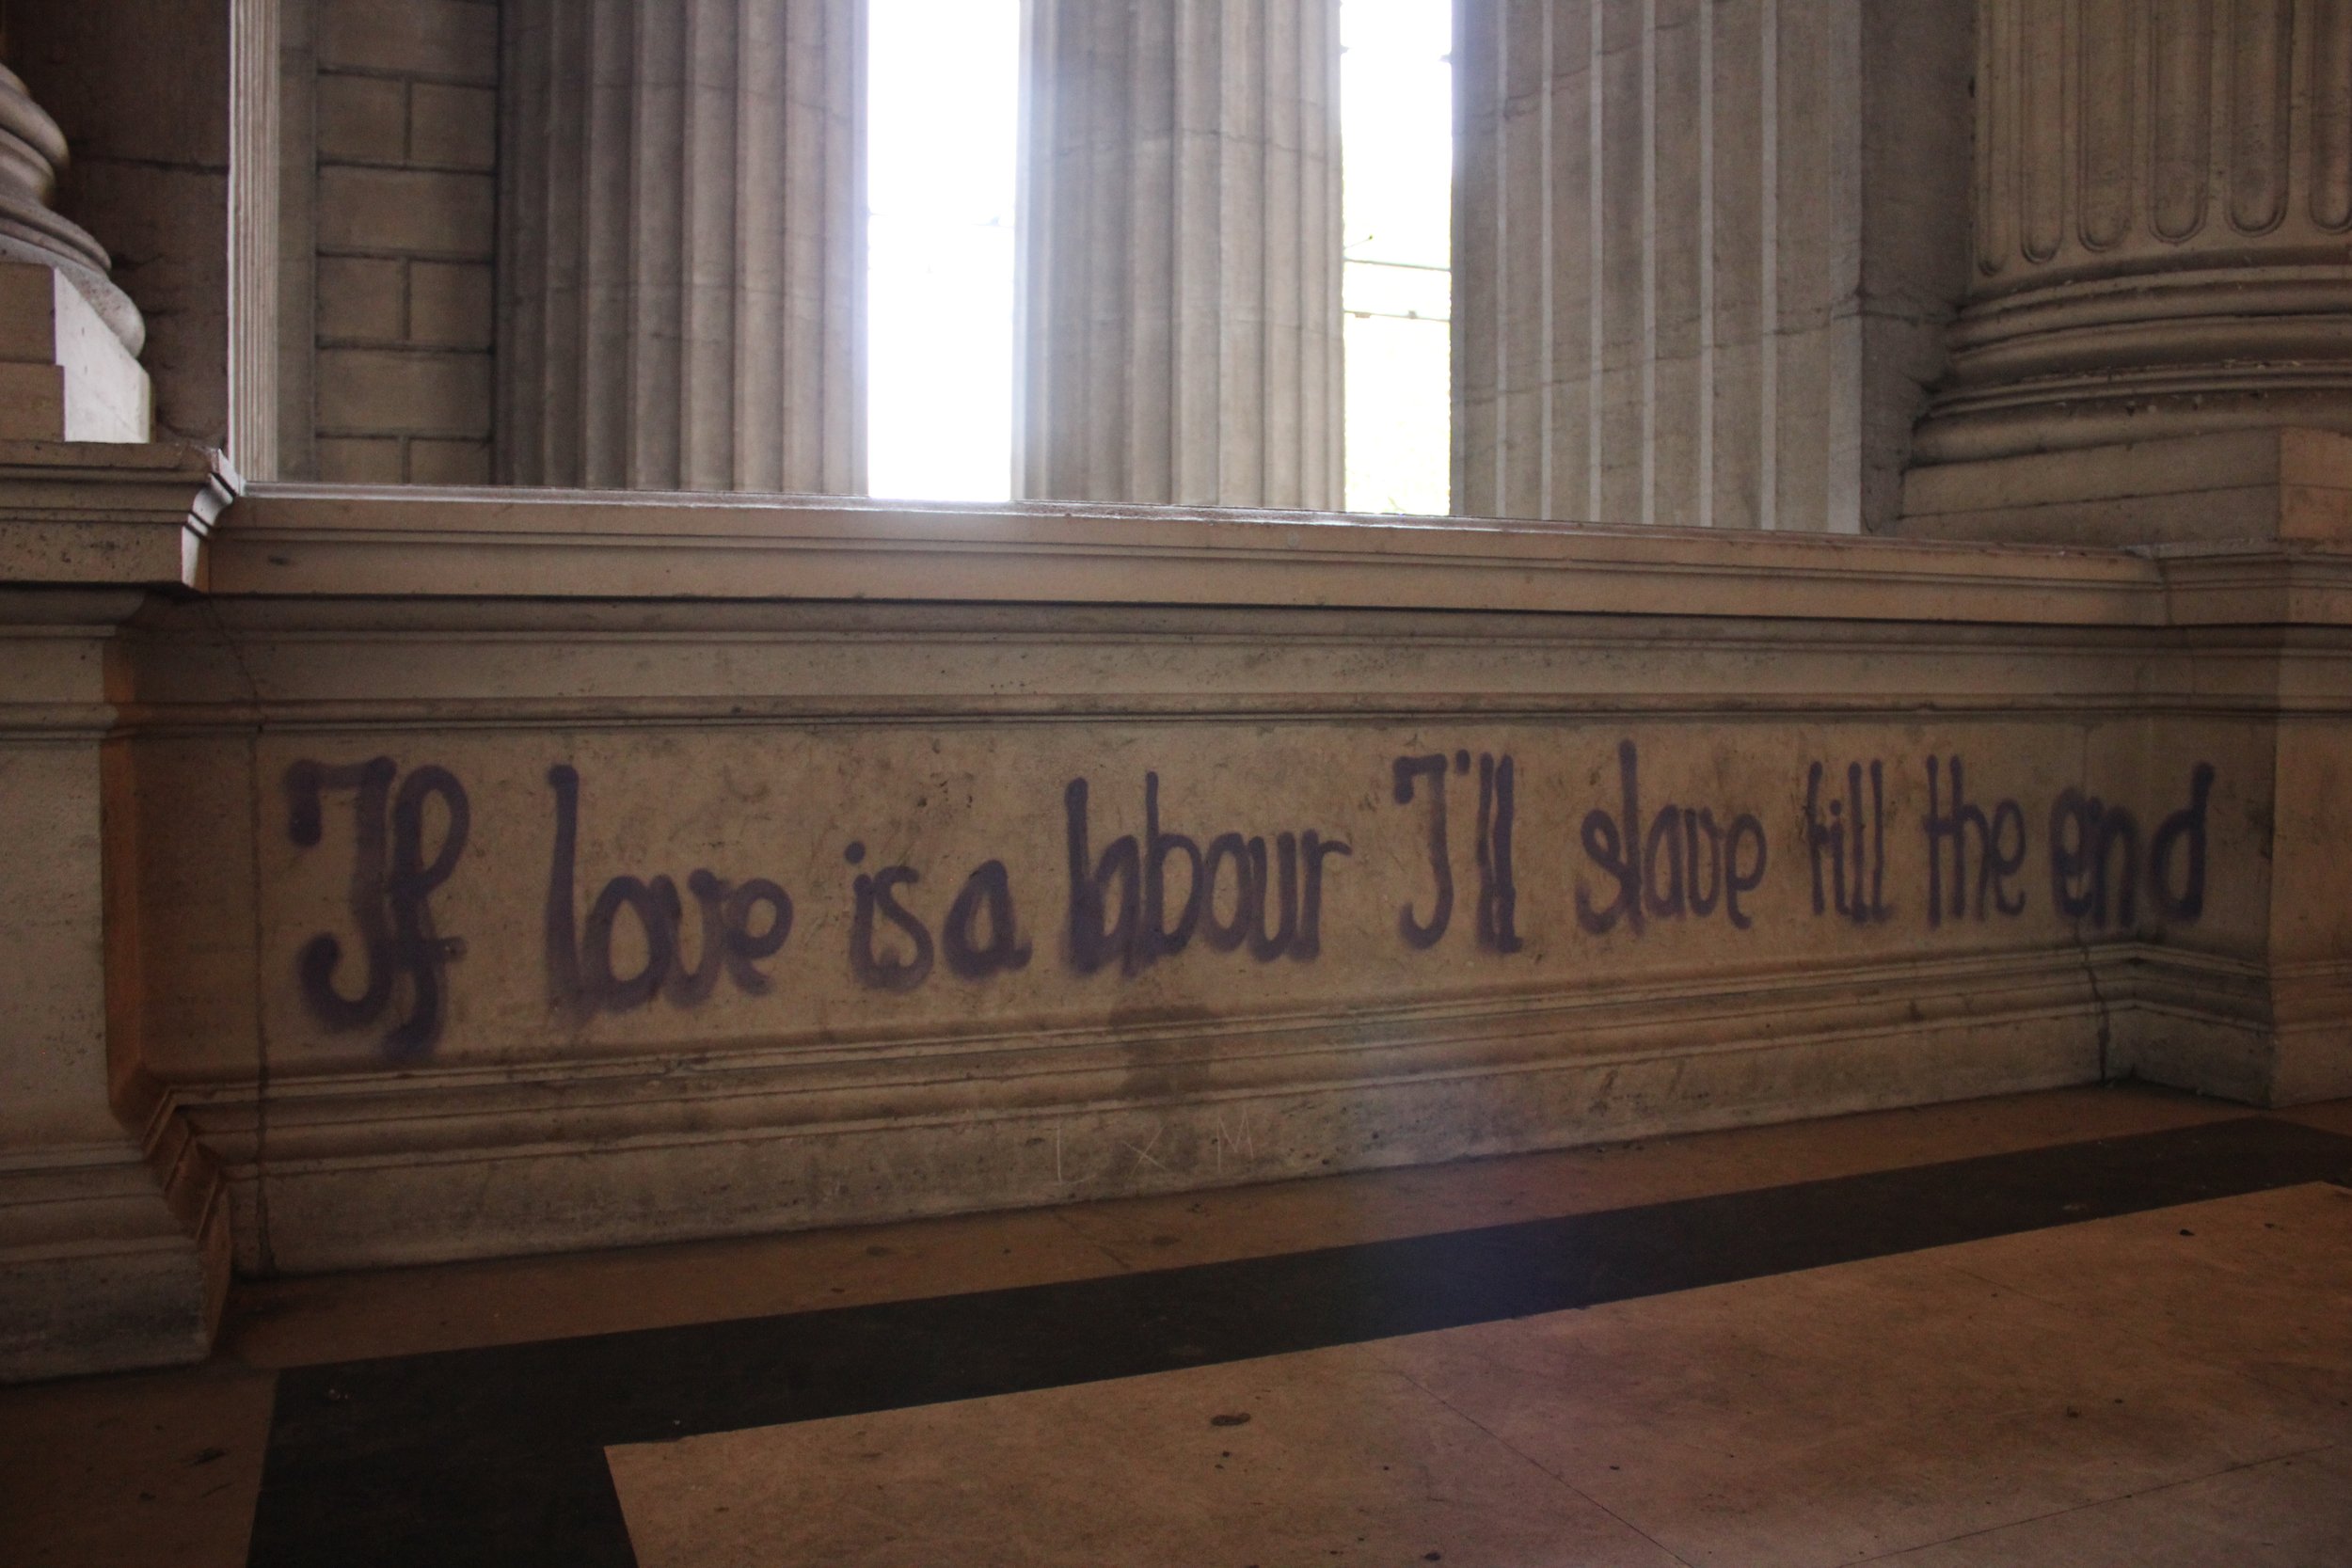 If love is a labour I'll slave till the end
I x M